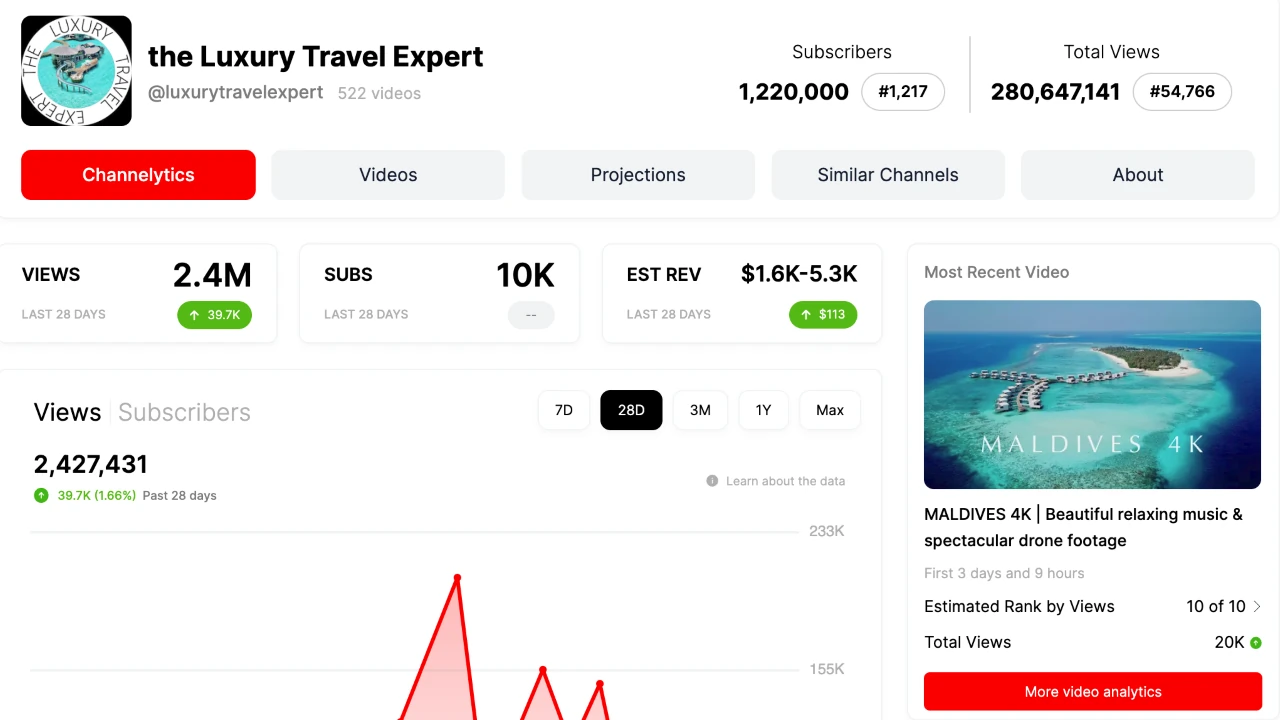 THE LUXURY TRAVEL EXPERT
the Luxury Travel Expert
@luxurytravelexpert 522 videos
Subscribers
1,220,000 #1,217
Total Views
280,647,141 #54,766
Channelytics Videos Projections Similar Channels About
VIEWS 2.4M
LAST 28 DAYS 39.7K
SUBS 10K
LAST 28 DAYS --
EST REV $1.6K-5.3K
LAST 28 DAYS $113
Views Subscribers
7D 28D 3M 1Y Max
2,427,431
39.7K (1.66%) Past 28 days
Learn about the data
233K
155K
Most Recent Video
MALDIVES 4K
MALDIVES 4K | Beautiful relaxing music &
spectacular drone footage
First 3 days and 9 hours
Estimated Rank by Views 10 of 10
Total Views 20K
More video analytics